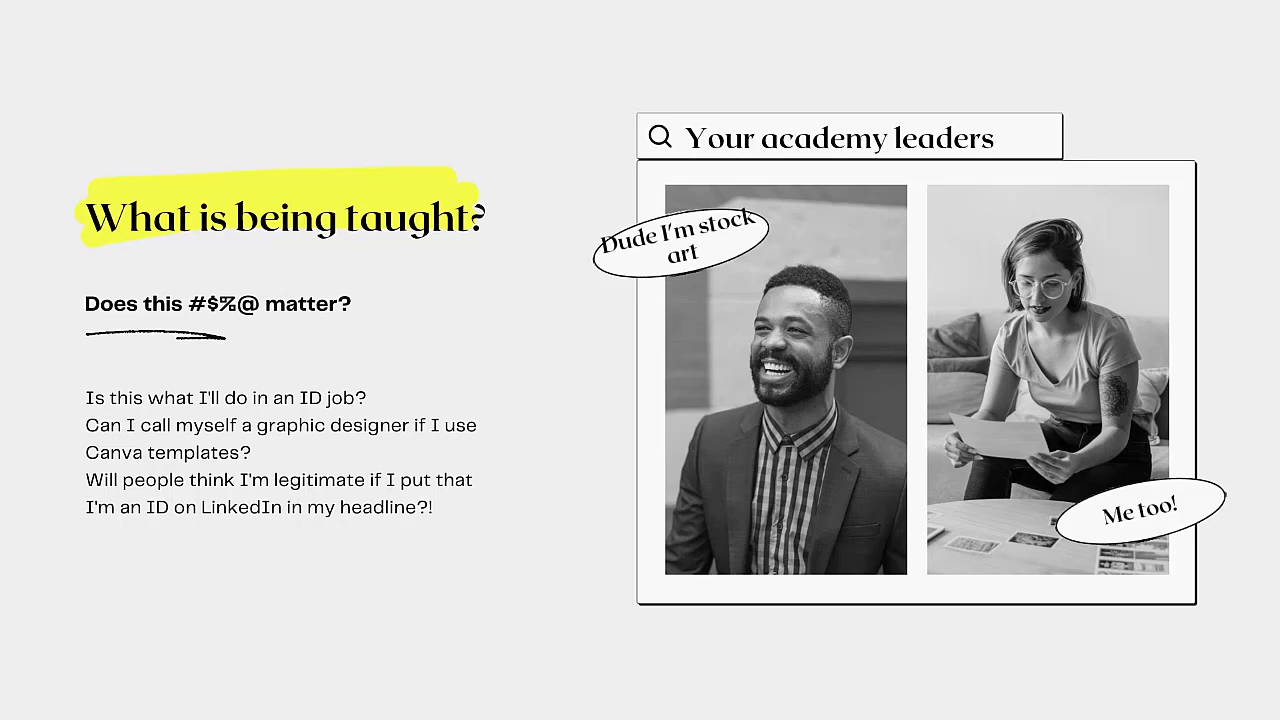 What is being taught?
Does this #$%@ matter?
Is this what I'll do in an ID job?
Can I call myself a graphic designer if I use
Canva templates?
Will people think I'm legitimate if I put that
I'm an ID on LinkedIn in my headline?!
Your academy leaders
Dude I'm stock
art
Me too!